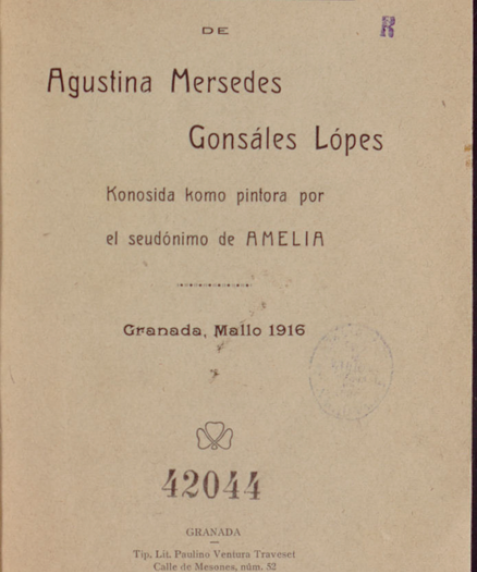 DE
R
Agustina Mersedes
Gonsáles Lópes
Konosida komo pintora por
el seudónimo de AMELIA
Granada, Mallo 1916
42044
GRANADA
Tip. Lit. Paulino Ventura Traveset
Calle de Mesones, núm. 52